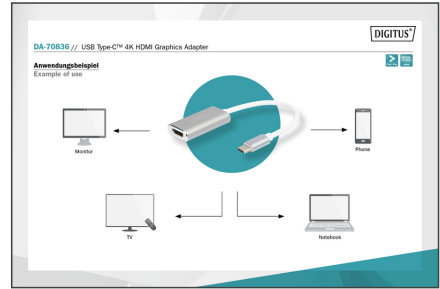 DIGITUS®
DA-70836 // USB Type-C™ 4K HDMI Graphics Adapter
Anwendungsbeispiel
Example of use
Monitor
Phone
TV
Notebook